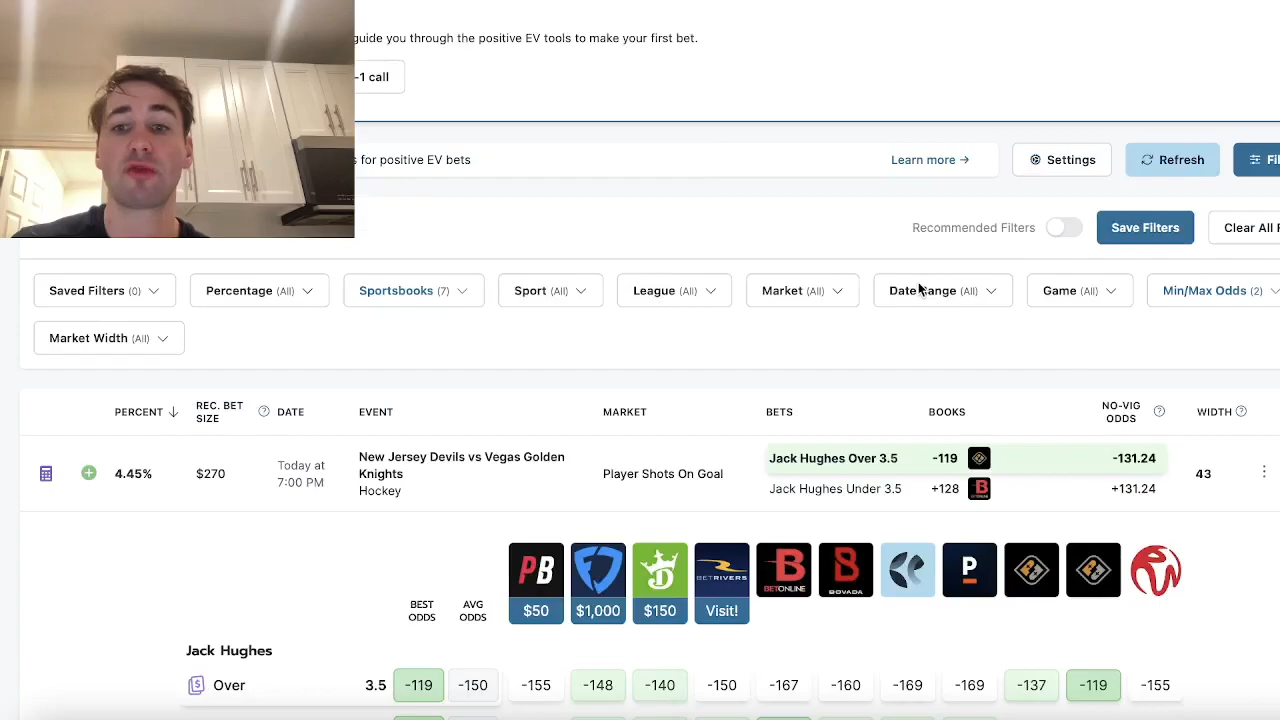 guide you through the positive EV tools to make your first bet.
-1 call
s for positive EV bets
Learn more →
Settings
Refresh
Fil
Recommended Filters
Save Filters
Clear All F
Saved Filters (0)
Percentage (All)
Sportsbooks (7)
Sport (All)
League (All)
Market (All)
Date Range (All)
Game (All)
Min/Max Odds (2)
Market Width (All)
PERCENT ↓
REC. BET
SIZE
DATE
EVENT
MARKET
BETS
BOOKS
NO-VIG
ODDS
WIDTH
4.45%
$270
Today at
7:00 PM
New Jersey Devils vs Vegas Golden
Knights
Hockey
Player Shots On Goal
Jack Hughes Over 3.5
-119
-131.24
Jack Hughes Under 3.5
+128
+131.24
43
BEST
ODDS
AVG
ODDS
PB
$50
$1,000
$150
BETRIVERS
Visit!
BETONLINE
BOVADA
P
Jack Hughes
Over 3.5 -119 -150 -155 -148 -140 -150 -167 -160 -169 -169 -137 -119 -155